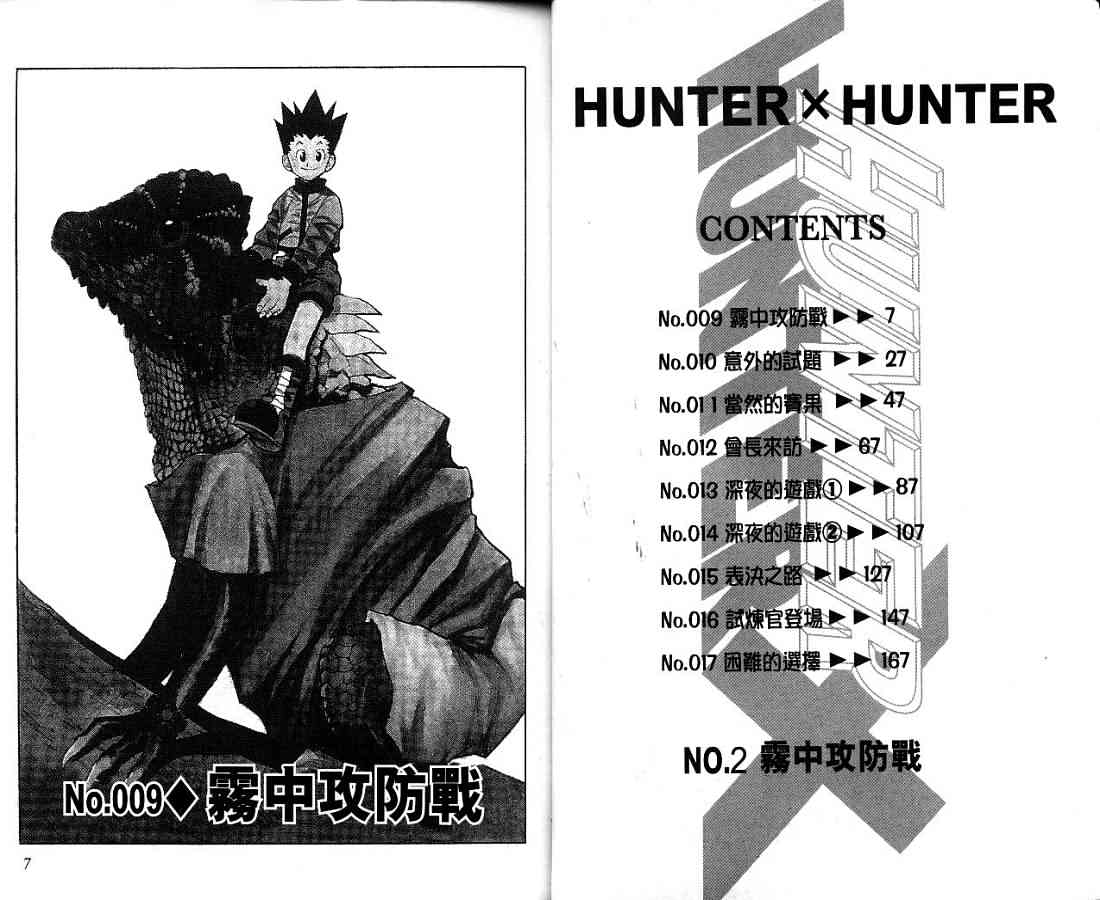 HUNTER×HUNTER
CONTENTS
No.009 霧中攻防戰▶▶ 7
No.010 意外的試題 ▶▶ 27
No.011 當然的賽果 ▶▶ 47
No.012 會長來訪 ▶▶ 67
No.013 深夜的遊戲① ▶▶ 87
No.014 深夜的遊戲② ▶▶ 107
No.015 表決之路 ▶▶ 127
No.016 試煉官登場 ▶▶ 147
No.017 困難的選擇 ▶▶ 167
NO.2 霧中攻防戰
HUNTER X
HUNTER
No.009◆霧中攻防戰
7